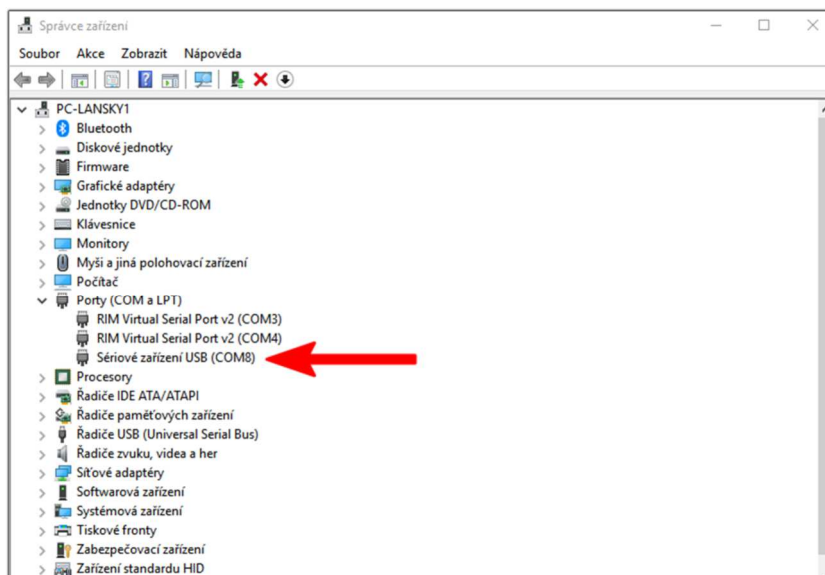 Správce zařízení
Soubor Akce Zobrazit Nápověda
PC-LANSKY1
Bluetooth
Diskové jednotky
Firmware
Grafické adaptéry
Jednotky DVD/CD-ROM
Klávesnice
Monitory
Myši a jiná polohovací zařízení
Počítač
Porty (COM a LPT)
RIM Virtual Serial Port v2 (COM3)
RIM Virtual Serial Port v2 (COM4)
Sériové zařízení USB (COM8)
Procesory
Řadiče IDE ATA/ATAPI
Řadiče paměťových zařízení
Řadiče USB (Universal Serial Bus)
Řadiče zvuku, videa a her
Síťové adaptéry
Softwarová zařízení
Systémová zařízení
Tiskové fronty
Zabezpečovací zařízení
Zařízení standardu HID